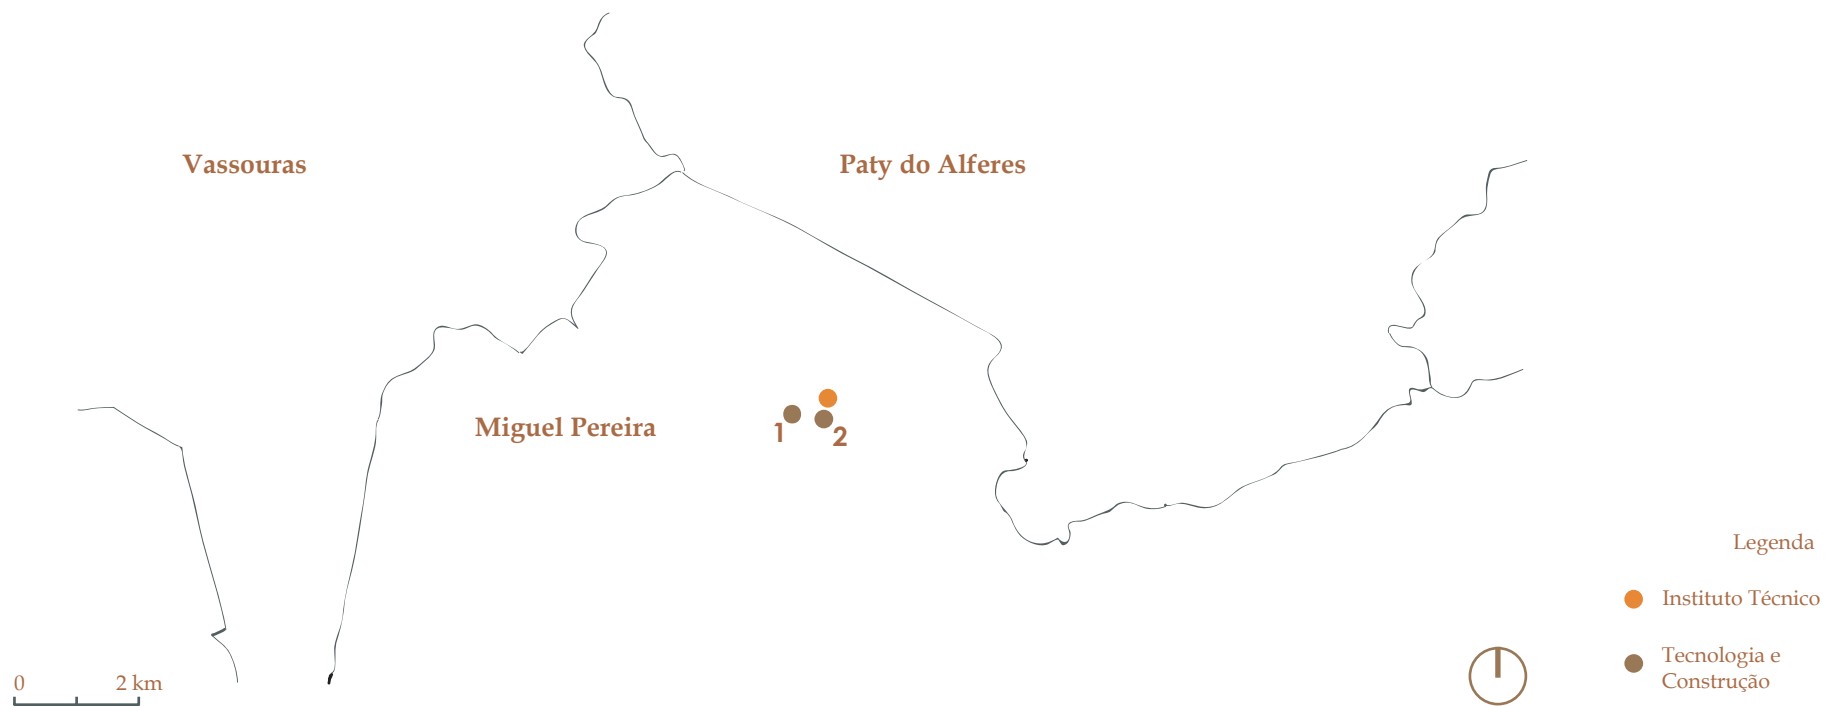 Vassouras
Paty do Alferes
Miguel Pereira
1
2
Legenda
Instituto Técnico
Tecnologia e
Construção
0
2 km